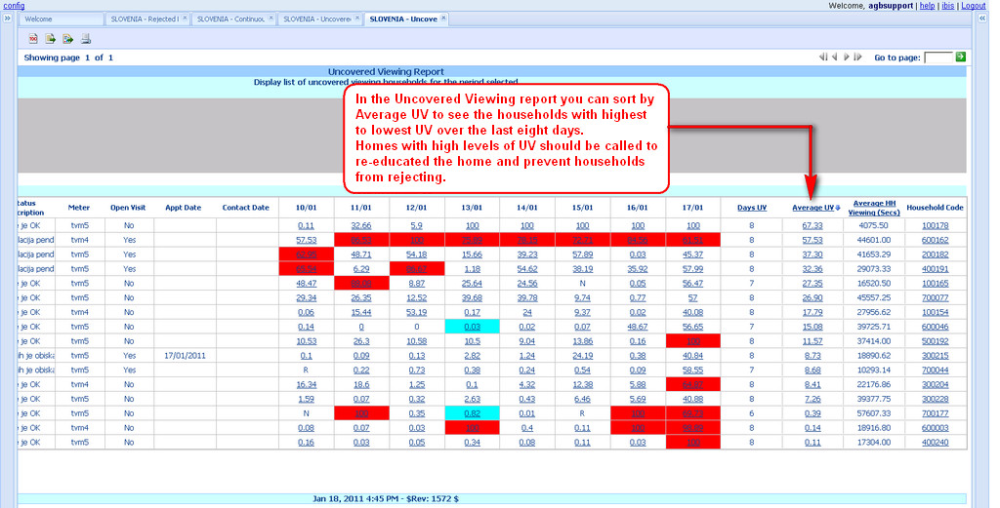 config
Welcome, agbsupport | help | ibis | Logout
Welcome
SLOVENIA - Rejected
SLOVENIA - Continuou
SLOVENIA - Uncovere
SLOVENIA - Uncove
Showing page 1 of 1
Go to page:
Uncovered Viewing Report
Display list of uncovered viewing households for the period selected
In the Uncovered Viewing report you can sort by
Average UV to see the households with highest
to lowest UV over the last eight days.
Homes with high levels of UV should be called to
re-educated the home and prevent households
from rejecting.
tatus cription Meter Open Visit Appt Date Contact Date 10/01 11/01 12/01 13/01 14/01 15/01 16/01 17/01 Days UV Average UV Average HH Viewing (Secs) Household Code
je OK tvm5 No 0.11 32.66 5.9 100 100 100 100 100 8 67.33 4075.50 100178
lacija pend tvm4 Yes 57.53 100 8 57.53 44601.00 600162
je OK tvm5 Yes 48.71 54.18 15.66 39.23 57.89 0.03 45.37 8 37.30 41653.29 200182
lacija pend tvm5 Yes 6.29 1.18 54.62 38.19 35.92 57.99 8 32.36 29073.33 400191
je OK tvm5 No 48.47 8.87 25.64 24.56 N 0.05 56.47 7 27.35 16520.50 100165
je OK tvm5 No 29.34 26.35 12.52 39.68 39.78 9.74 0.77 57 8 26.90 45557.25 700077
je OK tvm4 No 0.06 15.44 53.19 0.17 24 9.37 0.02 40.08 8 17.79 27956.62 100154
je OK tvm5 No 0.14 0 0 0.03 0.02 0.07 48.67 56.65 7 15.08 39725.71 600046
je OK tvm5 No 10.53 26.3 10.58 10.5 9.04 13.86 0.16 100 8 11.57 37414.00 500192
ih je obiska tvm5 Yes 17/01/2011 0.1 0.09 0.13 2.82 1.24 24.19 0.38 40.84 8 8.73 18890.62 300215
ih je obiska tvm5 Yes R 0.22 0.73 0.38 0.24 0.54 0.09 58.55 7 8.68 10293.14 700044
je OK tvm4 No 16.34 18.6 1.25 0.1 4.32 12.38 5.88 8 8.41 22176.86 300204
je OK tvm5 No 1.59 0.07 0.32 2.63 0.43 6.46 5.69 40.88 8 7.26 39377.75 300228
je OK tvm5 No N 100 0.35 0.82 0.01 R 100 6 0.39 57607.33 700177
je OK tvm4 No 0.08 0.07 0.03 100 0.4 0.11 100 8 0.14 18916.80 600003
je OK tvm5 No 0.16 0.03 0.05 0.34 0.08 0.11 0.03 100 8 0.11 17304.00 400240
Jan 18, 2011 4:45 PM - $Rev: 1572 $